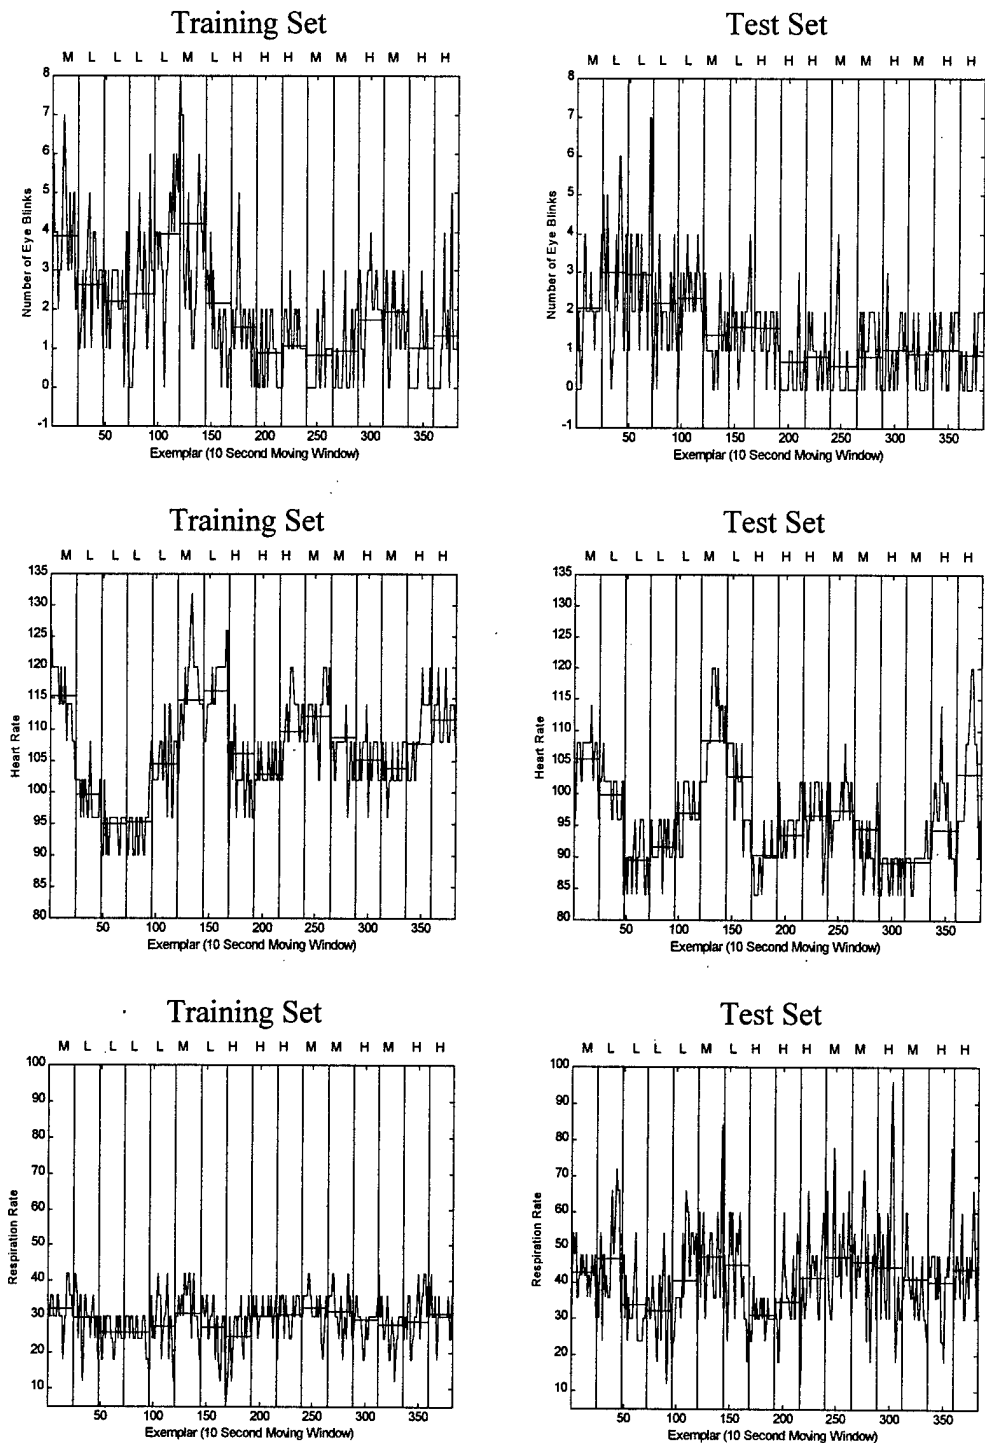 Training Set
M L L L L M L H H H M M H M H H
8
7
6
5
4
3
2
1
0
-1
Number of Eye Blinks
50 100 150 200 250 300 350
Exemplar (10 Second Moving Window)
Test Set
M L L L L M L H H H M M H M H H
8
7
6
5
4
3
2
1
0
-1
Number of Eye Blinks
50 100 150 200 250 300 350
Exemplar (10 Second Moving Window)
Training Set
M L L L L M L H H H M M H M H H
135
130
125
120
115
110
105
100
95
90
85
80
Heart Rate
50 100 150 200 250 300 350
Exemplar (10 Second Moving Window)
Test Set
M L L L L M L H H H M M H M H H
135
130
125
120
115
110
105
100
95
90
85
80
Heart Rate
50 100 150 200 250 300 350
Exemplar (10 Second Moving Window)
Training Set
M L L L L M L H H H M M H M H H
100
90
80
70
60
50
40
30
20
10
Respiration Rate
50 100 150 200 250 300 350
Exemplar (10 Second Moving Window)
Test Set
M L L L L M L H H H M M H M H H
100
90
80
70
60
50
40
30
20
10
Respiration Rate
50 100 150 200 250 300 350
Exemplar (10 Second Moving Window)